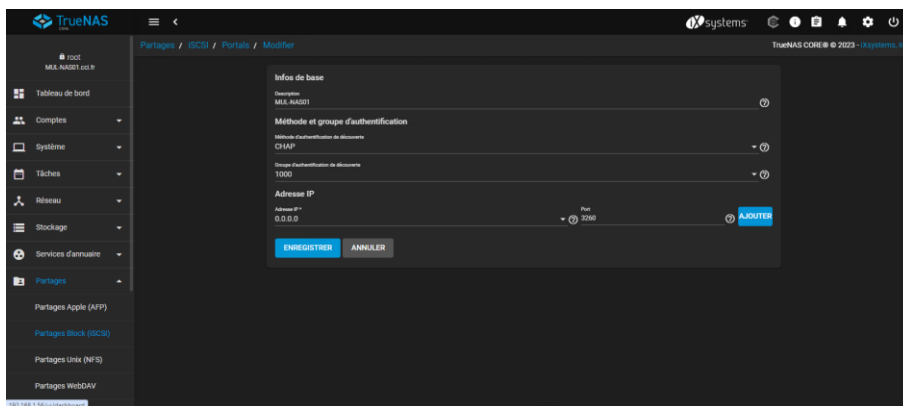 TrueNAS
CORE
systems
Partages / iSCSI / Portals / Modifier
TrueNAS CORE® © 2023 - iXsystems,
root
MUL-NAS01.cci.fr
Tableau de bord
Comptes
Système
Tâches
Réseau
Stockage
Services d'annuaire
Partages
Partages Apple (AFP)
Partages Block (iSCSI)
Partages Unix (NFS)
Partages WebDAV
Infos de base
Description
MUL-NAS01
Méthode et groupe d'authentification
Méthode d'authentification de découverte
CHAP
Groupe d'authentification de découverte
1000
Adresse IP
Adresse IP* Port
0.0.0.0 3260 AJOUTER
ENREGISTRER ANNULER